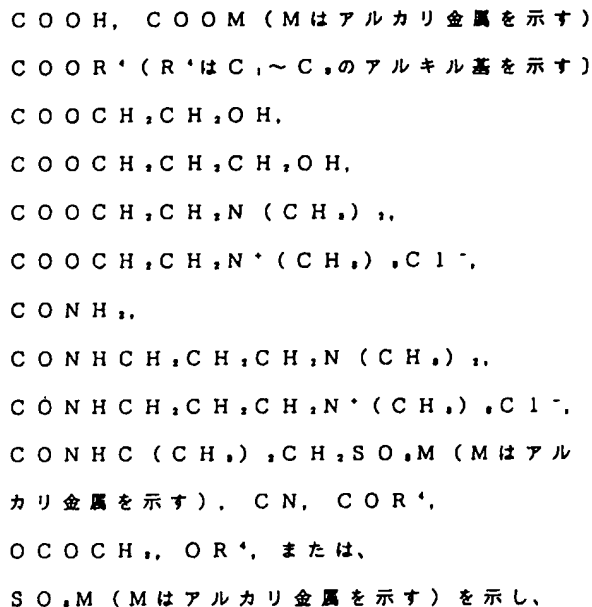 COOH, COOM (Mはアルカリ金属を示す)
COOR⁴ (R⁴はC₁～C₉のアルキル基を示す)
COOCH₂CH₂OH,
COOCH₂CH₂CH₂OH,
COOCH₂CH₂N (CH₃) ₂,
COOCH₂CH₂N⁺ (CH₃) ₃Cl⁻,
CONH₂,
CONHCH₂CH₂CH₂N (CH₃) ₂,
CONHCH₂CH₂CH₂N⁺ (CH₃) ₃Cl⁻,
CONHC (CH₃) ₂CH₂SO₃M (Mはアル
カリ金属を示す), CN, COR⁴,
OCOCH₃, OR⁴, または、
SO₃M (Mはアルカリ金属を示す) を示し、